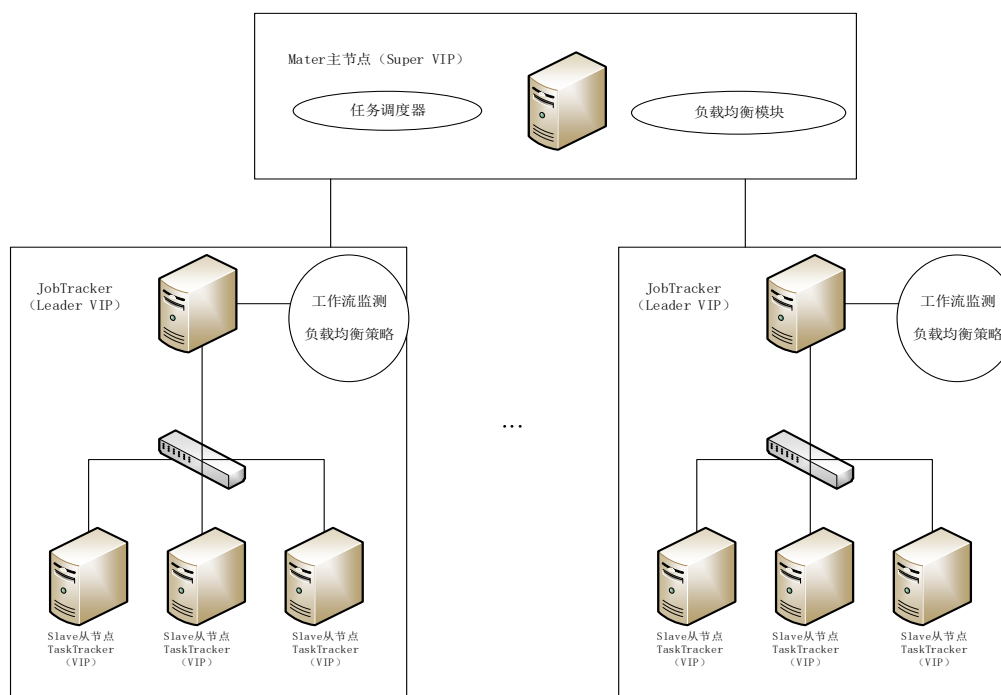 Mater主节点（Super VIP）
任务调度器
负载均衡模块
JobTracker
（Leader VIP）
工作流监测
负载均衡策略
JobTracker
（Leader VIP）
工作流监测
负载均衡策略
...
Slave从节点
TaskTracker
（VIP）
Slave从节点
TaskTracker
（VIP）
Slave从节点
TaskTracker
（VIP）
Slave从节点
TaskTracker
（VIP）
Slave从节点
TaskTracker
（VIP）
Slave从节点
TaskTracker
（VIP）